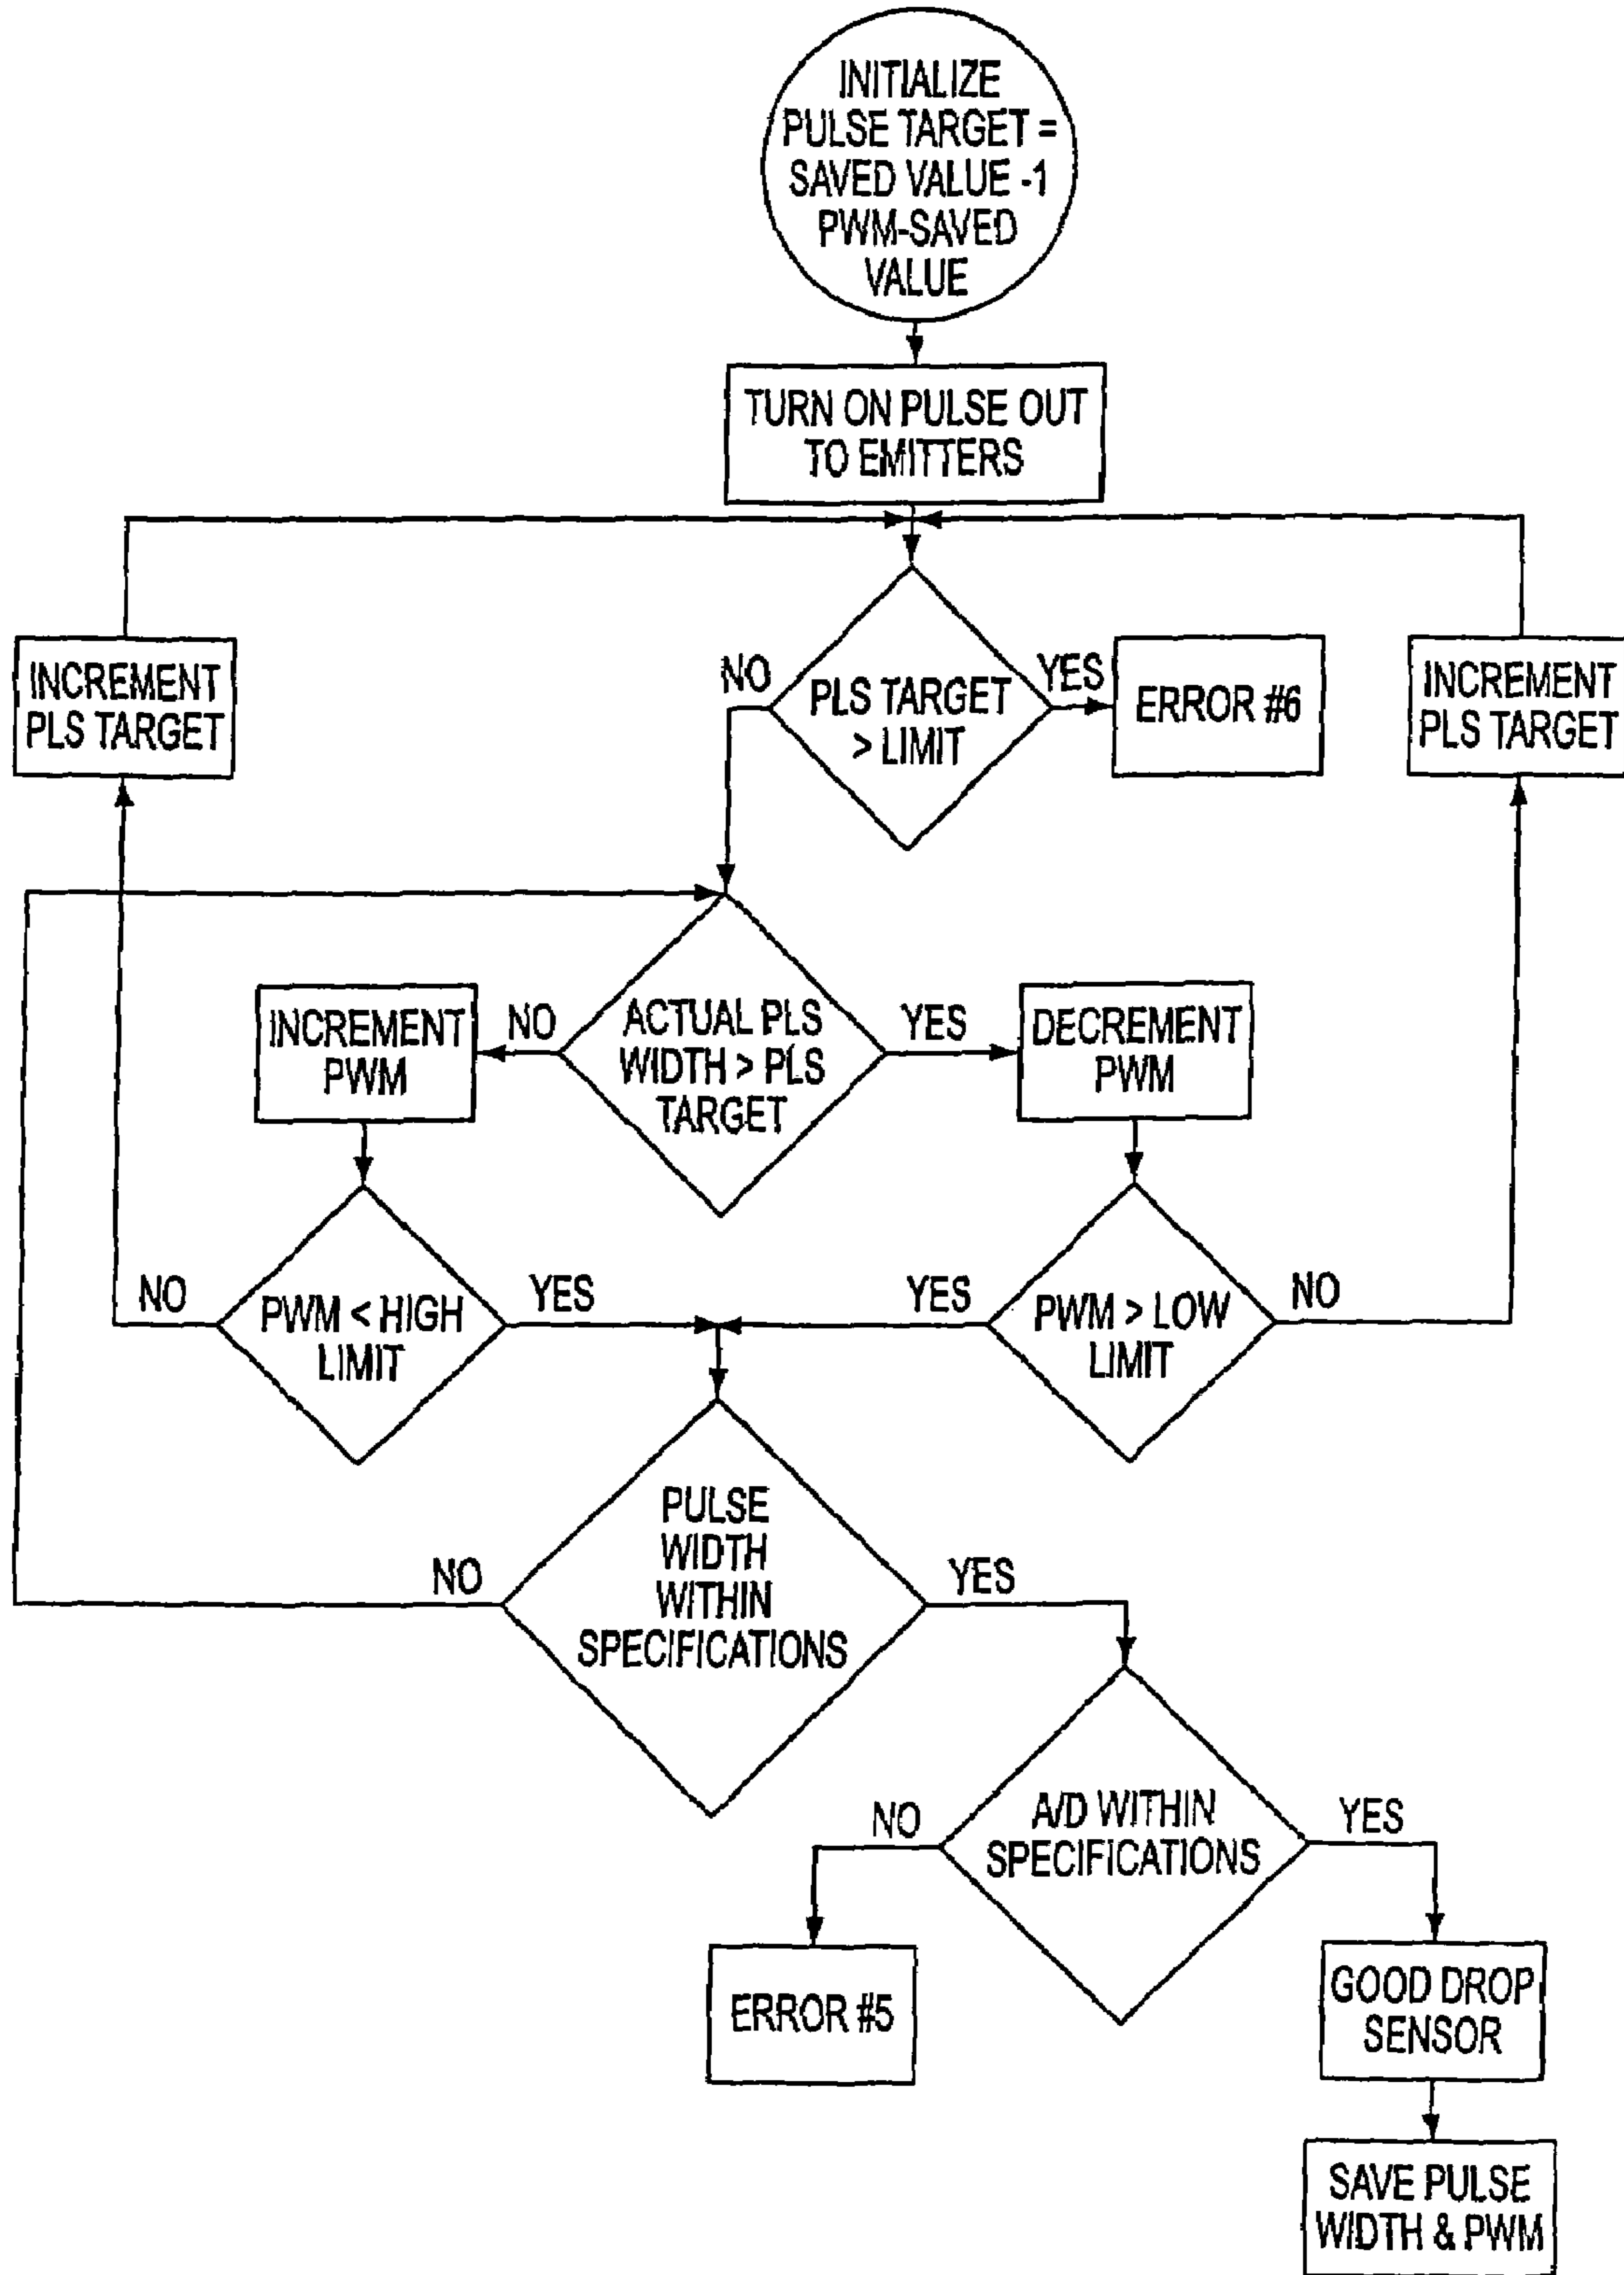 INITIALIZE
PULSE TARGET =
SAVED VALUE -1
PWM-SAVED
VALUE
TURN ON PULSE OUT
TO EMITTERS
INCREMENT
PLS TARGET
NO
PLS TARGET
> LIMIT
YES
ERROR #6
INCREMENT
PLS TARGET
INCREMENT
PWM
NO
ACTUAL PLS
WIDTH > PLS
TARGET
YES
DECREMENT
PWM
NO
PWM < HIGH
LIMIT
YES
YES
PWM > LOW
LIMIT
NO
NO
PULSE
WIDTH
WITHIN
SPECIFICATIONS
YES
NO
A/D WITHIN
SPECIFICATIONS
YES
ERROR #5
GOOD DROP
SENSOR
SAVE PULSE
WIDTH & PWM